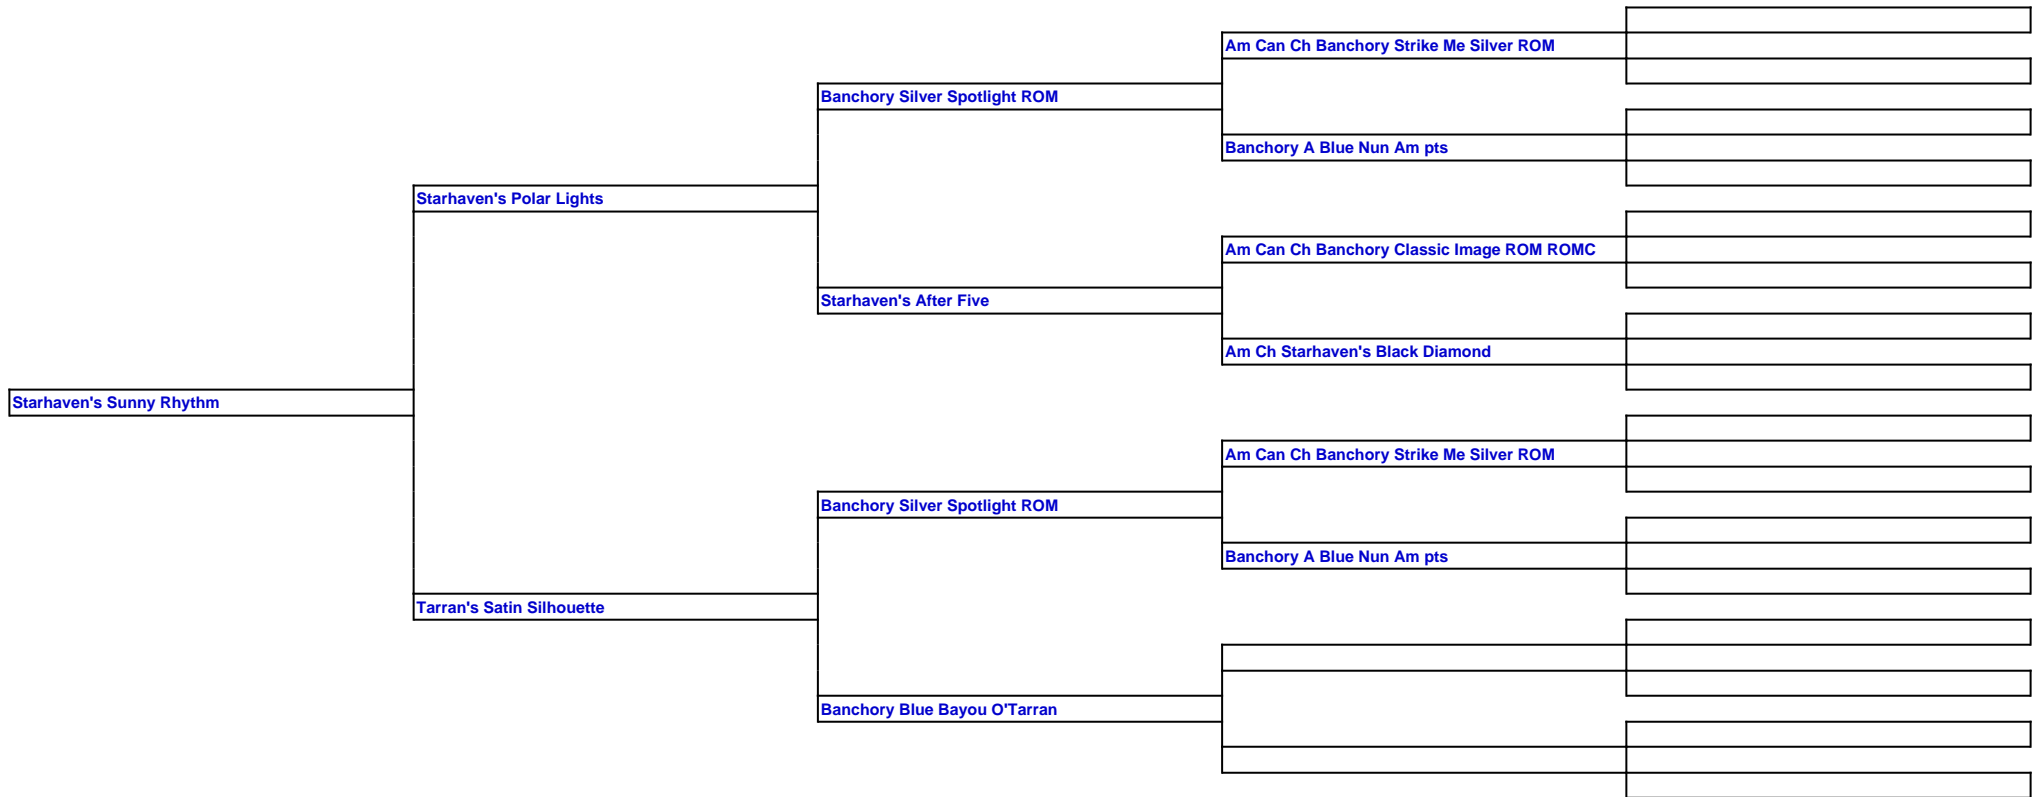 Am Can Ch Banchory Strike Me Silver ROM
Banchory Silver Spotlight ROM
Banchory A Blue Nun Am pts
Starhaven's Polar Lights
Am Can Ch Banchory Classic Image ROM ROMC
Starhaven's After Five
Am Ch Starhaven's Black Diamond
Starhaven's Sunny Rhythm
Am Can Ch Banchory Strike Me Silver ROM
Banchory Silver Spotlight ROM
Banchory A Blue Nun Am pts
Tarran's Satin Silhouette
Banchory Blue Bayou O'Tarran